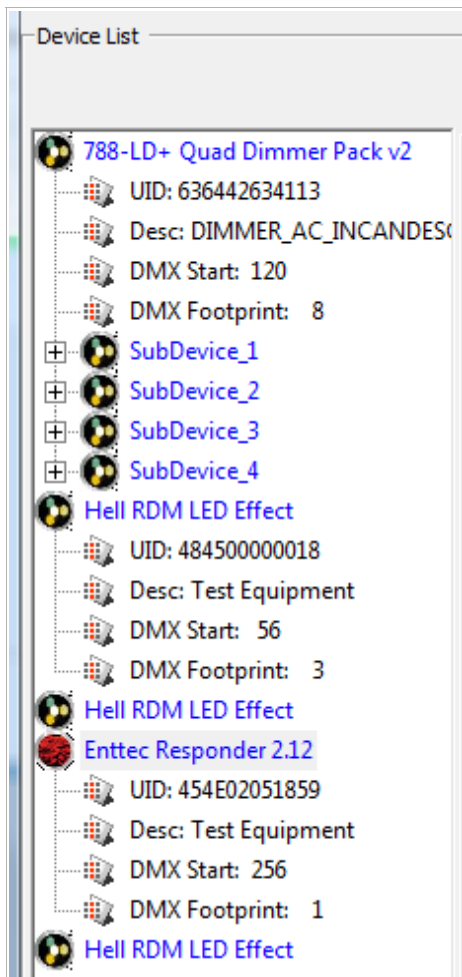 Device List
788-LD+ Quad Dimmer Pack v2
UID: 636442634113
Desc: DIMMER_AC_INCANDES
DMX Start: 120
DMX Footprint: 8
SubDevice_1
SubDevice_2
SubDevice_3
SubDevice_4
Hell RDM LED Effect
UID: 484500000018
Desc: Test Equipment
DMX Start: 56
DMX Footprint: 3
Hell RDM LED Effect
Enttec Responder 2.12
UID: 454E02051859
Desc: Test Equipment
DMX Start: 256
DMX Footprint: 1
Hell RDM LED Effect